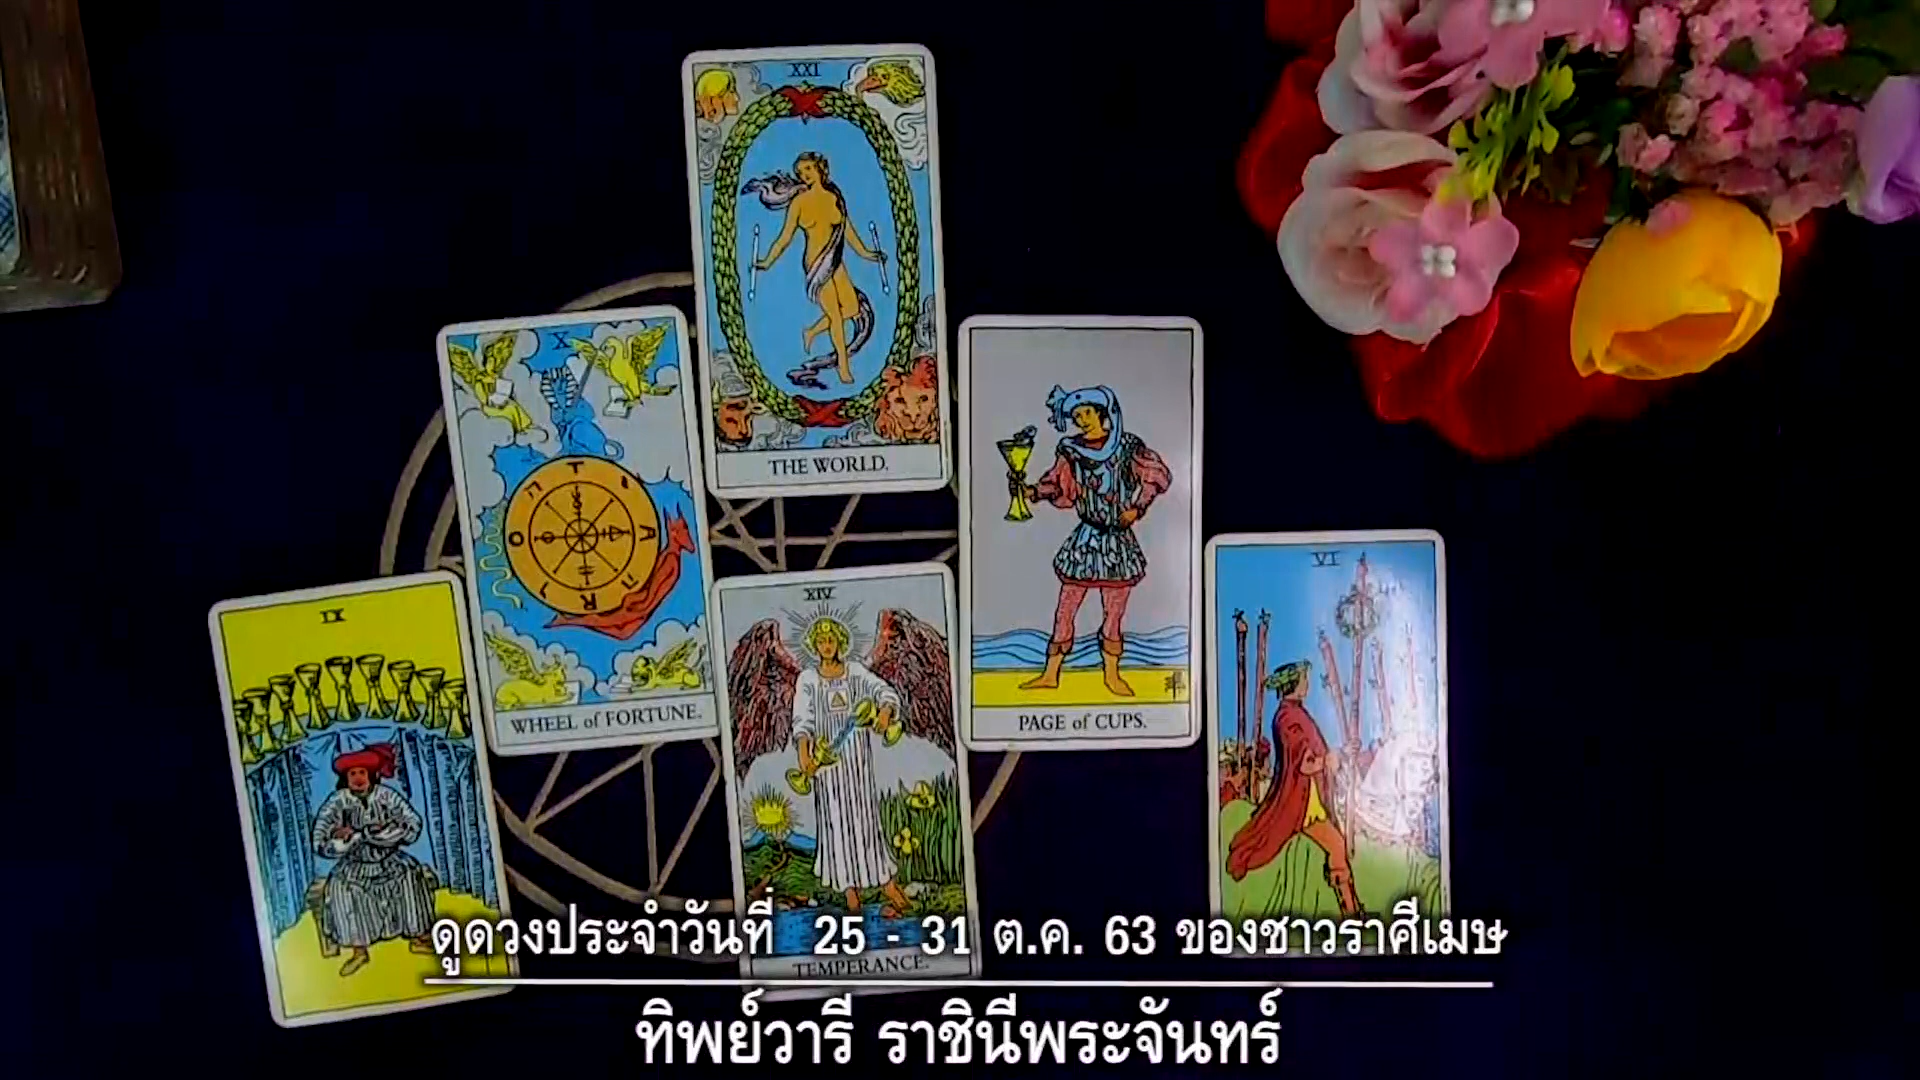 XXI
THE WORLD.
X
T
A
R
O
WHEEL of FORTUNE.
PAGE of CUPS.
VI
IX
XIV
TEMPERANCE.
ดูดวงประจำวันที่ 25 - 31 ต.ค. 63 ของชาวราศีเมษ
ทิพย์วารี ราชินีพระจันทร์